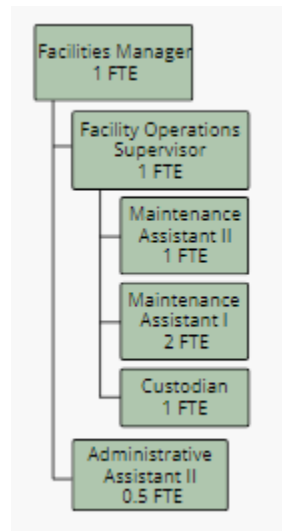 Facilities Manager
1 FTE
Facility Operations
Supervisor
1 FTE
Maintenance
Assistant II
1 FTE
Maintenance
Assistant I
2 FTE
Custodian
1 FTE
Administrative
Assistant II
0.5 FTE